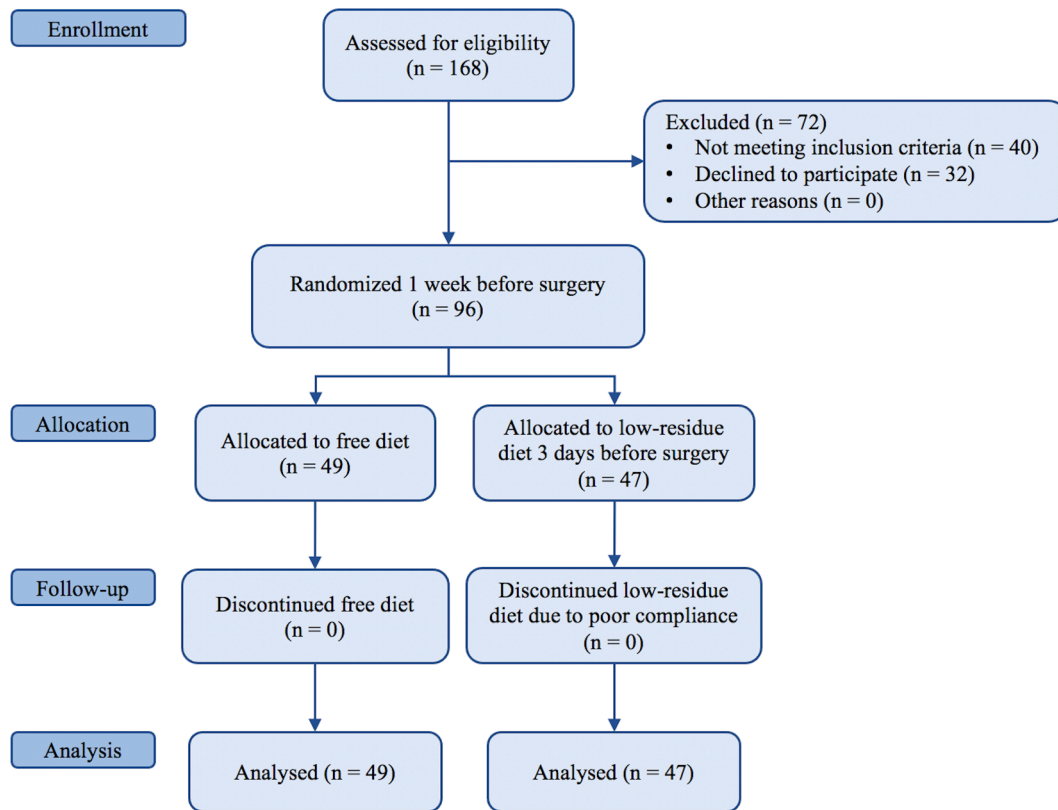 Enrollment
Assessed for eligibility
(n = 168)
Excluded (n = 72)
• Not meeting inclusion criteria (n = 40)
• Declined to participate (n = 32)
• Other reasons (n = 0)
Randomized 1 week before surgery
(n = 96)
Allocation
Allocated to free diet
(n = 49)
Allocated to low-residue
diet 3 days before surgery
(n = 47)
Follow-up
Discontinued free diet
(n = 0)
Discontinued low-residue
diet due to poor compliance
(n = 0)
Analysis
Analysed (n = 49)
Analysed (n = 47)